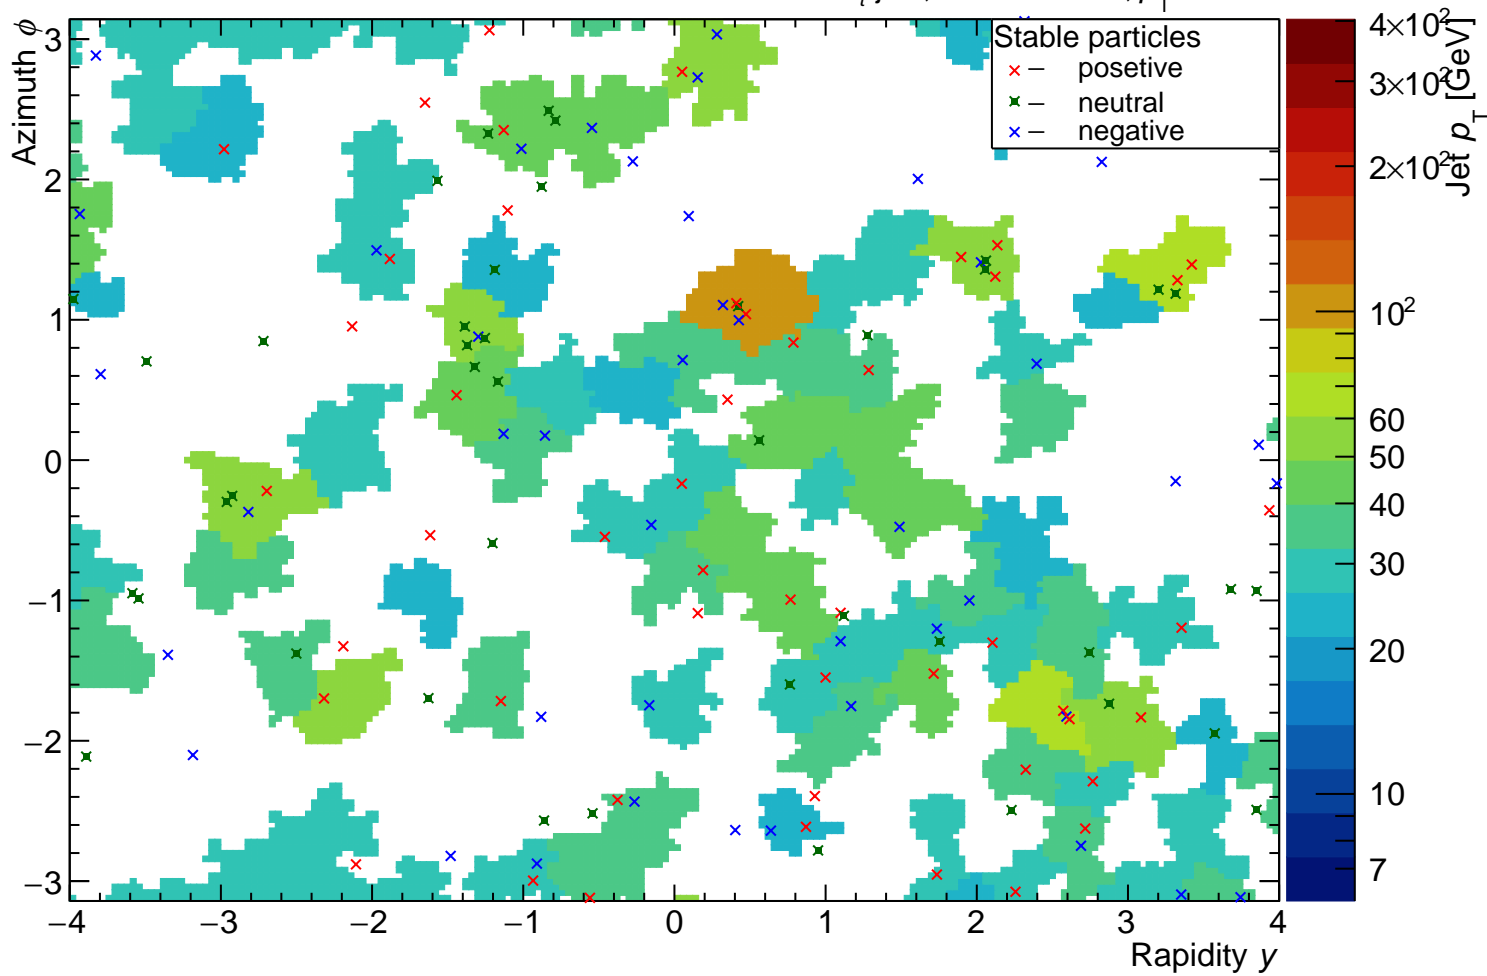 Stable particles
posetive
neutral
negative
Azimuth ϕ
3
2
1
0
−1
−2
−3
−4 −3 −2 −1 0 1 2 3 4
Rapidity y
4×10²
3×10²
2×10²
10²
60
50
40
30
20
10
7
Jet p_T [GeV]